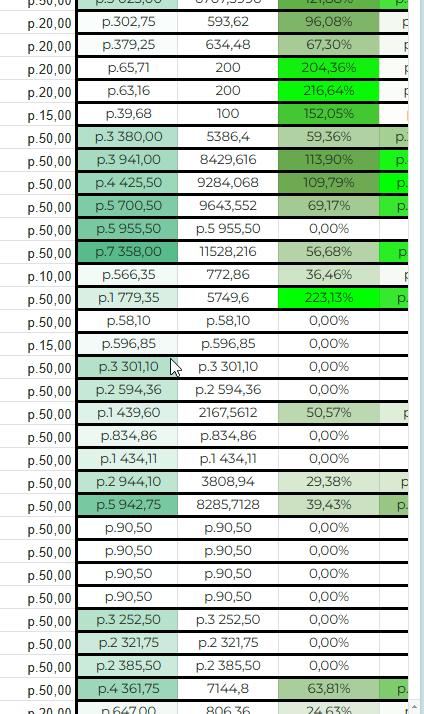 р.20,00 р.302,75 593,62 96,08%
р.20,00 р.379,25 634,48 67,30%
р.20,00 р.65,71 200 204,36%
р.20,00 р.63,16 200 216,64%
р.15,00 р.39,68 100 152,05%
р.50,00 р.3 380,00 5386,4 59,36%
р.50,00 р.3 941,00 8429,616 113,90%
р.50,00 р.4 425,50 9284,068 109,79%
р.50,00 р.5 700,50 9643,552 69,17%
р.50,00 р.5 955,50 р.5 955,50 0,00%
р.50,00 р.7 358,00 11528,216 56,68%
р.10,00 р.566,35 772,86 36,46%
р.50,00 р.1 779,35 5749,6 223,13%
р.50,00 р.58,10 р.58,10 0,00%
р.15,00 р.596,85 р.596,85 0,00%
р.50,00 р.3 301,10 р.3 301,10 0,00%
р.50,00 р.2 594,36 р.2 594,36 0,00%
р.50,00 р.1 439,60 2167,5612 50,57%
р.50,00 р.834,86 р.834,86 0,00%
р.50,00 р.1 434,11 р.1 434,11 0,00%
р.50,00 р.2 944,10 3808,94 29,38%
р.50,00 р.5 942,75 8285,7128 39,43%
р.50,00 р.90,50 р.90,50 0,00%
р.50,00 р.90,50 р.90,50 0,00%
р.50,00 р.90,50 р.90,50 0,00%
р.50,00 р.90,50 р.90,50 0,00%
р.50,00 р.3 252,50 р.3 252,50 0,00%
р.50,00 р.2 321,75 р.2 321,75 0,00%
р.50,00 р.2 385,50 р.2 385,50 0,00%
р.50,00 р.4 361,75 7144,8 63,81%
р.20,00 р.647,00 806,36 24,63%